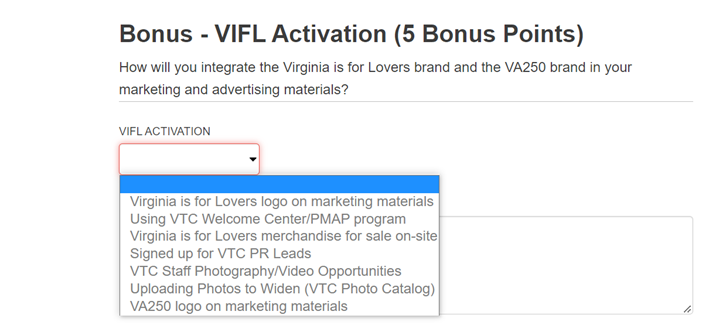 Bonus - VIFL Activation (5 Bonus Points)
How will you integrate the Virginia is for Lovers brand and the VA250 brand in your
marketing and advertising materials?
VIFL ACTIVATION
Virginia is for Lovers logo on marketing materials
Using VTC Welcome Center/PMAP program
Virginia is for Lovers merchandise for sale on-site
Signed up for VTC PR Leads
VTC Staff Photography/Video Opportunities
Uploading Photos to Widen (VTC Photo Catalog)
VA250 logo on marketing materials